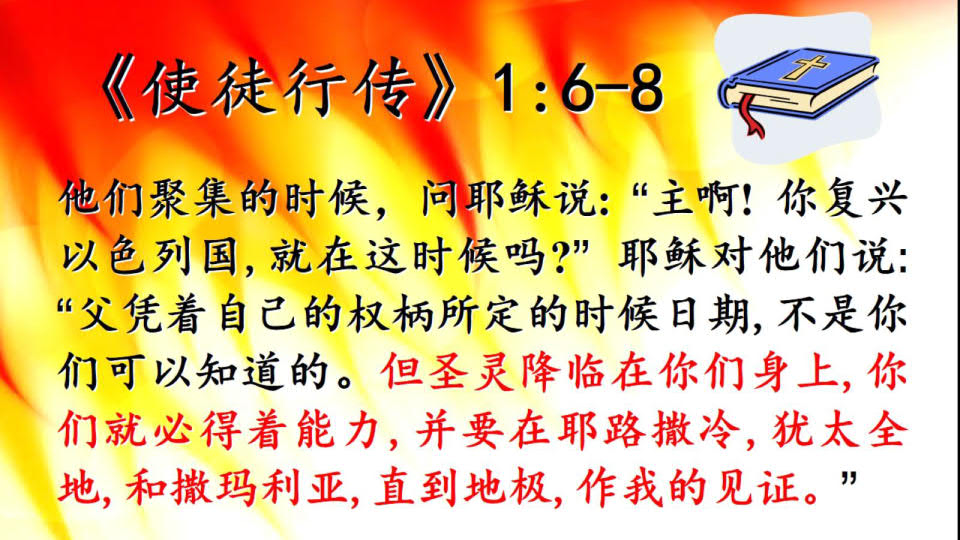 《使徒行传》1:6-8
他们聚集的时候，问耶稣说:“主啊! 你复兴
以色列国,就在这时候吗?” 耶稣对他们说:
“父凭着自己的权柄所定的时候日期,不是你
们可以知道的。但圣灵降临在你们身上,你
们就必得着能力,并要在耶路撒冷,犹太全
地,和撒玛利亚,直到地极,作我的见证。”